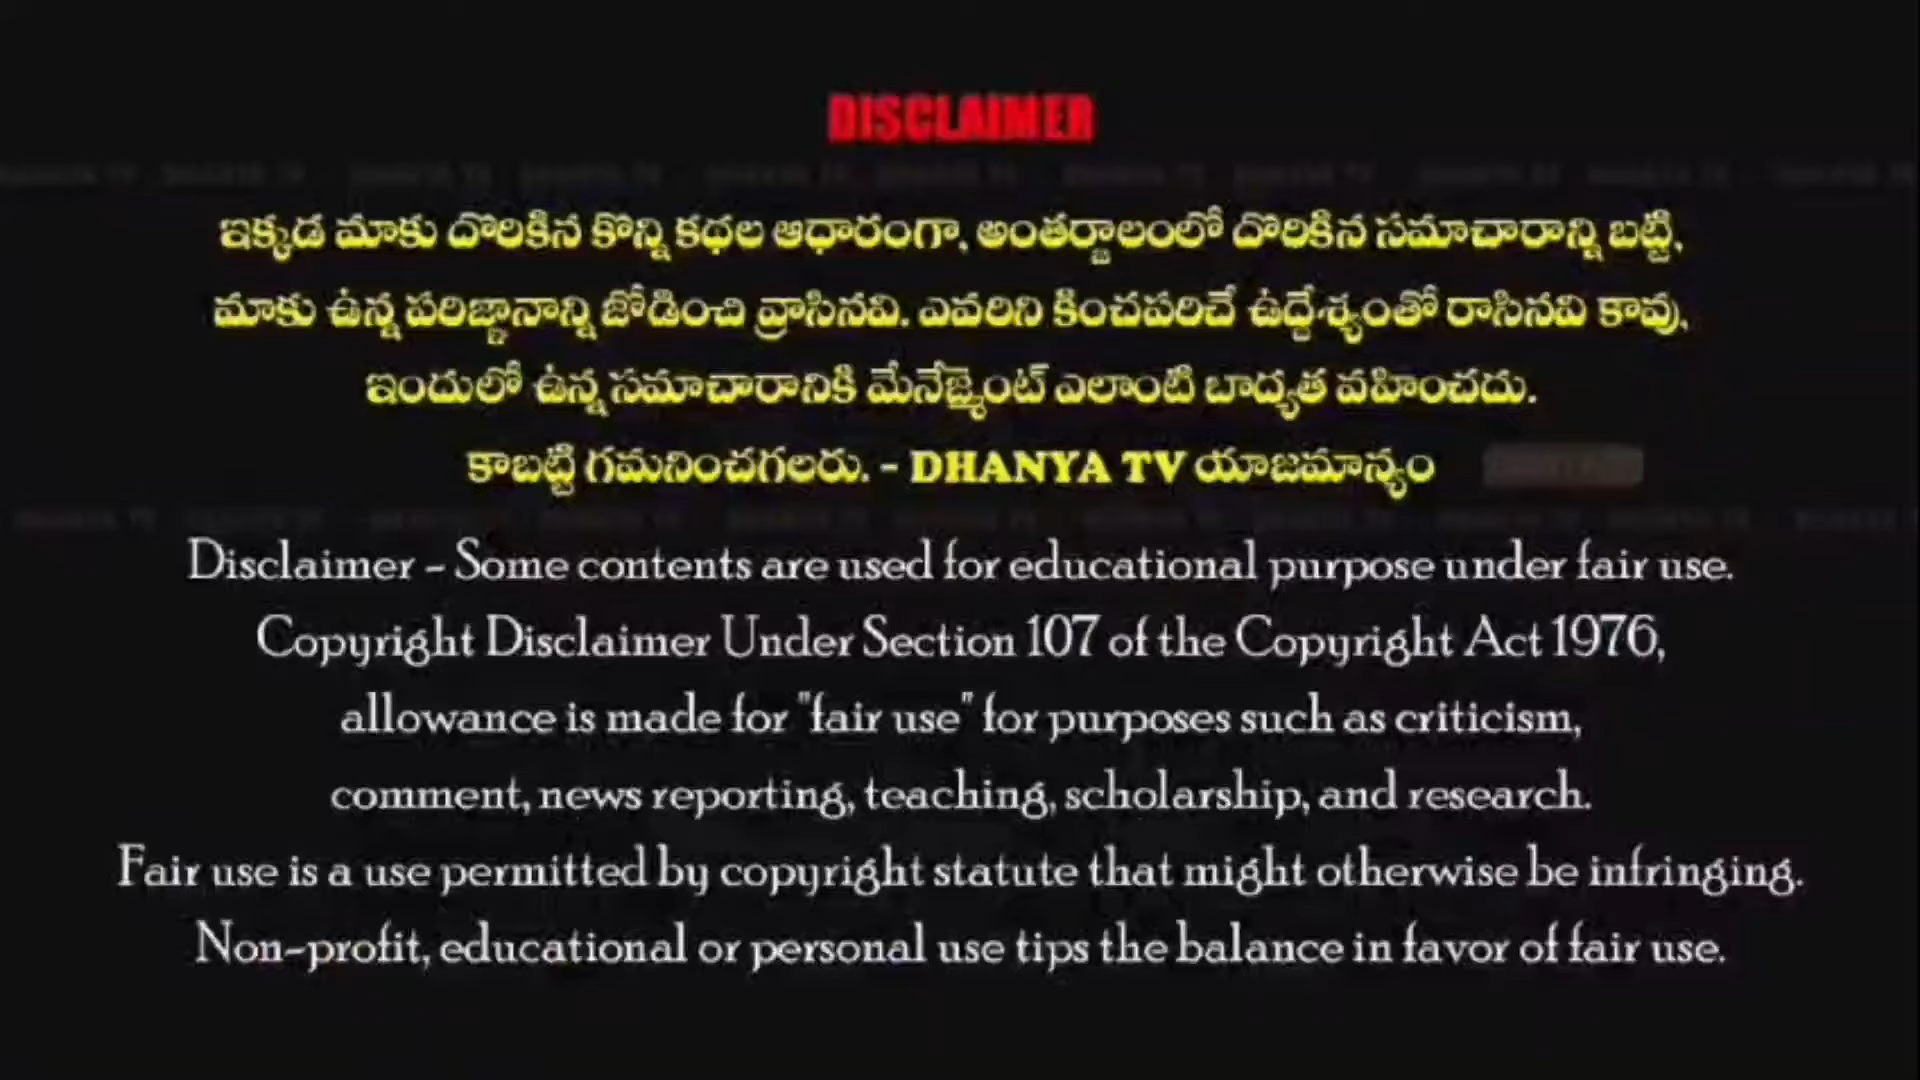 DISCLAIMER
ఇక్కడ మాకు దొరికిన కొన్ని కథల ఆధారంగా, అంతర్జాలంలో దొరికిన సమాచారాన్ని బట్టి,
మాకు ఉన్న పరిజ్ఞానాన్ని జోడించి వ్రాసినవి. ఎవరిని కించపరిచే ఉద్దేశ్యంతో రాసినవి కావు,
ఇందులో ఉన్న సమాచారానికి మేనేజ్మెంట్ ఎలాంటి బాద్యత వహించదు.
కాబట్టి గమనించగలరు. - DHANYA TV యాజమాన్యం
Disclaimer - Some contents are used for educational purpose under fair use.
Copyright Disclaimer Under Section 107 of the Copyright Act 1976,
allowance is made for "fair use" for purposes such as criticism,
comment, news reporting, teaching, scholarship, and research.
Fair use is a use permitted by copyright statute that might otherwise be infringing.
Non-profit, educational or personal use tips the balance in favor of fair use.